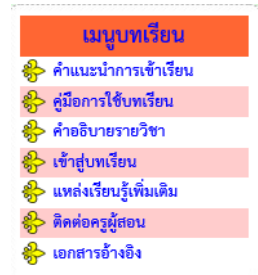 เมนูบทเรียน
คำแนะนำการเข้าเรียน
คู่มือการใช้บทเรียน
คำอธิบายรายวิชา
เข้าสู่บทเรียน
แหล่งเรียนรู้เพิ่มเติม
ติดต่อครูผู้สอน
เอกสารอ้างอิง